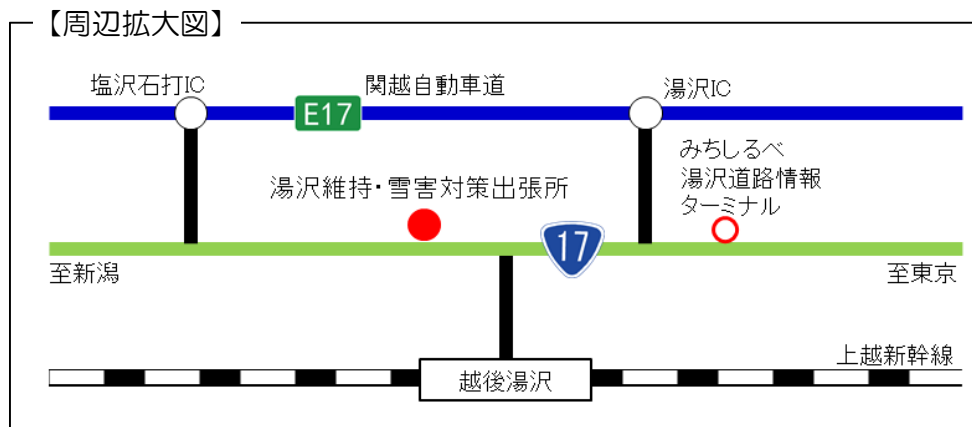 【周辺拡大図】
塩沢石打IC
関越自動車道
湯沢IC
E17
みちしるべ
湯沢道路情報
ターミナル
湯沢維持・雪害対策出張所
17
至新潟
至東京
上越新幹線
越後湯沢